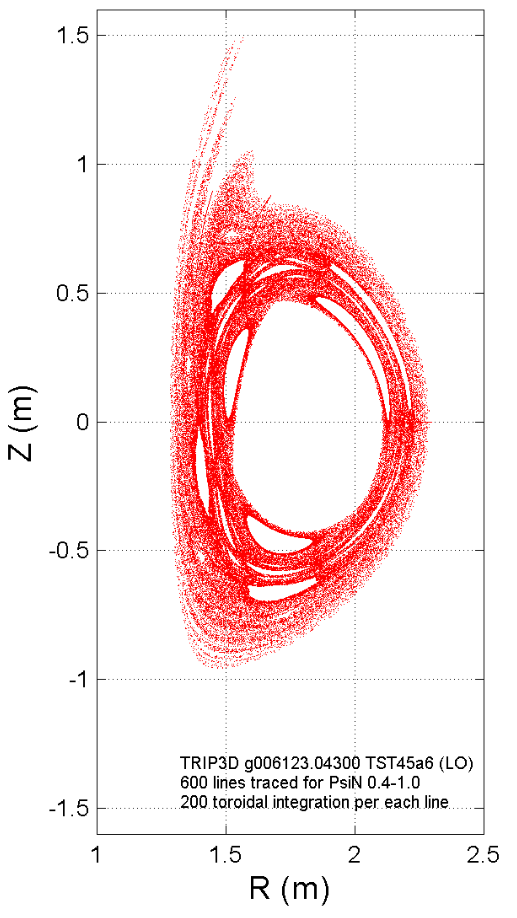 1.5
1
0.5
0
-0.5
-1
-1.5
Z (m)
TRIP3D g006123.04300 TST45a6 (LO)
600 lines traced for PsiN 0.4-1.0
200 toroidal integration per each line
1
1.5
2
2.5
R (m)